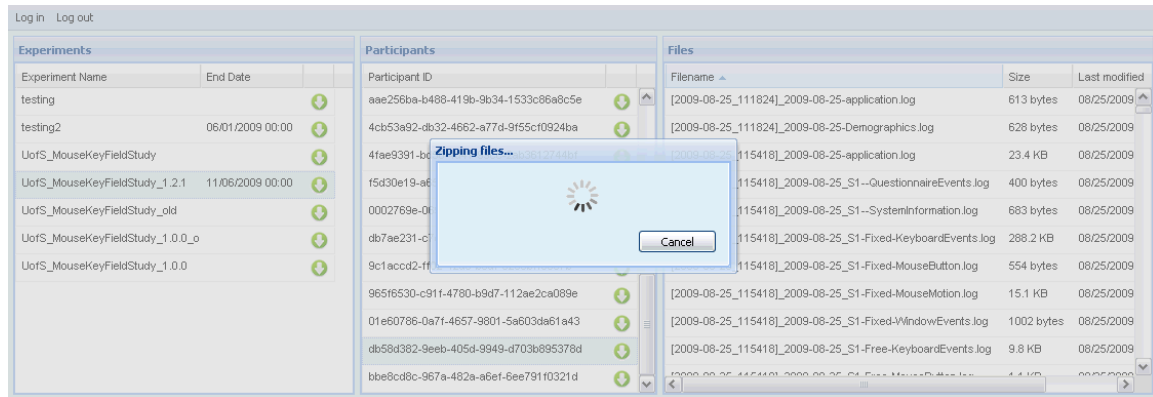 Log in Log out
Experiments
Experiment Name End Date
testing
testing2 06/01/2009 00:00
UofS_MouseKeyFieldStudy
UofS_MouseKeyFieldStudy_1.2.1 11/06/2009 00:00
UofS_MouseKeyFieldStudy_old
UofS_MouseKeyFieldStudy_1.0.0_o
UofS_MouseKeyFieldStudy_1.0.0
Participants
Participant ID
aae256ba-b488-419b-9b34-1533c86a8c5e
4cb53a92-db32-4662-a77d-9f55cf0924ba
965f6530-c91f-4780-b9d7-112ae2ca089e
01e60786-0a7f-4657-9801-5a603da61a43
db58d382-9eeb-405d-9949-d703b895378d
bbe8cd8c-967a-482a-a6ef-6ee791f0321d
Zipping files...
Cancel
Files
Filename Size Last modified
[2009-08-25_111824]_2009-08-25-application.log 613 bytes 08/25/2009
[2009-08-25_111824]_2009-08-25-Demographics.log 628 bytes 08/25/2009
115418]_2009-08-25-application.log 23.4 KB 08/25/2009
115418]_2009-08-25_S1--QuestionnaireEvents.log 400 bytes 08/25/2009
115418]_2009-08-25_S1--SystemInformation.log 683 bytes 08/25/2009
115418]_2009-08-25_S1-Fixed-KeyboardEvents.log 288.2 KB 08/25/2009
115418]_2009-08-25_S1-Fixed-MouseButton.log 554 bytes 08/25/2009
[2009-08-25_115418]_2009-08-25_S1-Fixed-MouseMotion.log 15.1 KB 08/25/2009
[2009-08-25_115418]_2009-08-25_S1-Fixed-WindowEvents.log 1002 bytes 08/25/2009
[2009-08-25_115418]_2009-08-25_S1-Free-KeyboardEvents.log 9.8 KB 08/25/2009